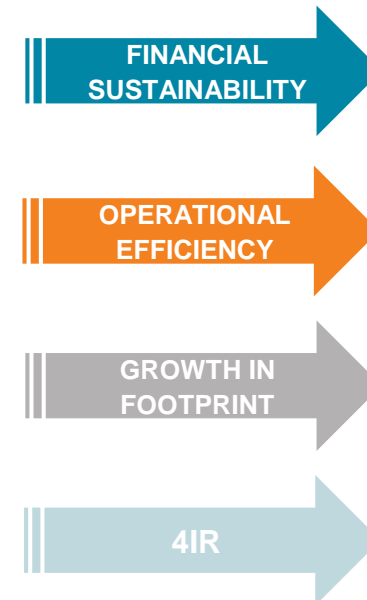 FINANCIAL
SUSTAINABILITY
OPERATIONAL
EFFICIENCY
GROWTH IN
FOOTPRINT
4IR